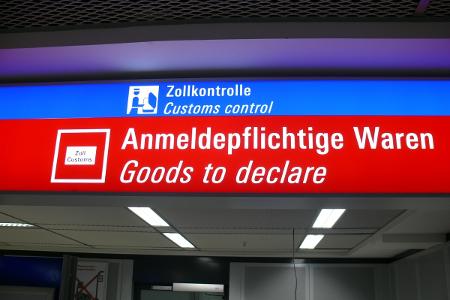 Zollkontrolle
Customs control
Anmeldepflichtige Waren
Goods to declare
Zoll
Customs